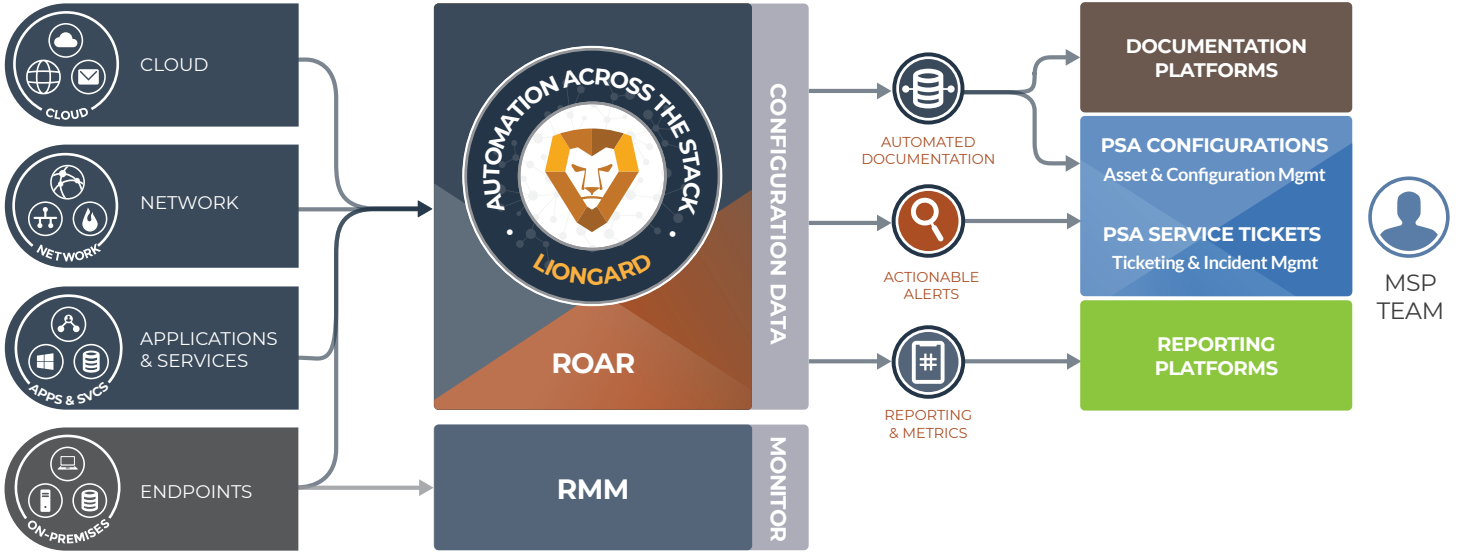 CLOUD
CLOUD
NETWORK
NETWORK
APPLICATIONS
& SERVICES
APPS & SVCS
ENDPOINTS
ON-PREMISES
AUTOMATION ACROSS THE STACK
LIONGARD
ROAR
CONFIGURATION DATA
RMM
MONITOR
AUTOMATED
DOCUMENTATION
ACTIONABLE
ALERTS
#
REPORTING
& METRICS
DOCUMENTATION
PLATFORMS
PSA CONFIGURATIONS
Asset & Configuration Mgmt
PSA SERVICE TICKETS
Ticketing & Incident Mgmt
REPORTING
PLATFORMS
MSP
TEAM